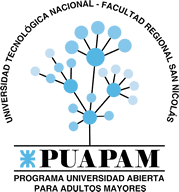 UNIVERSIDAD TECNOLÓGICA NACIONAL - FACULTAD REGIONAL SAN NICOLÁS
PUAPAM
PROGRAMA UNIVERSIDAD ABIERTA
PARA ADULTOS MAYORES